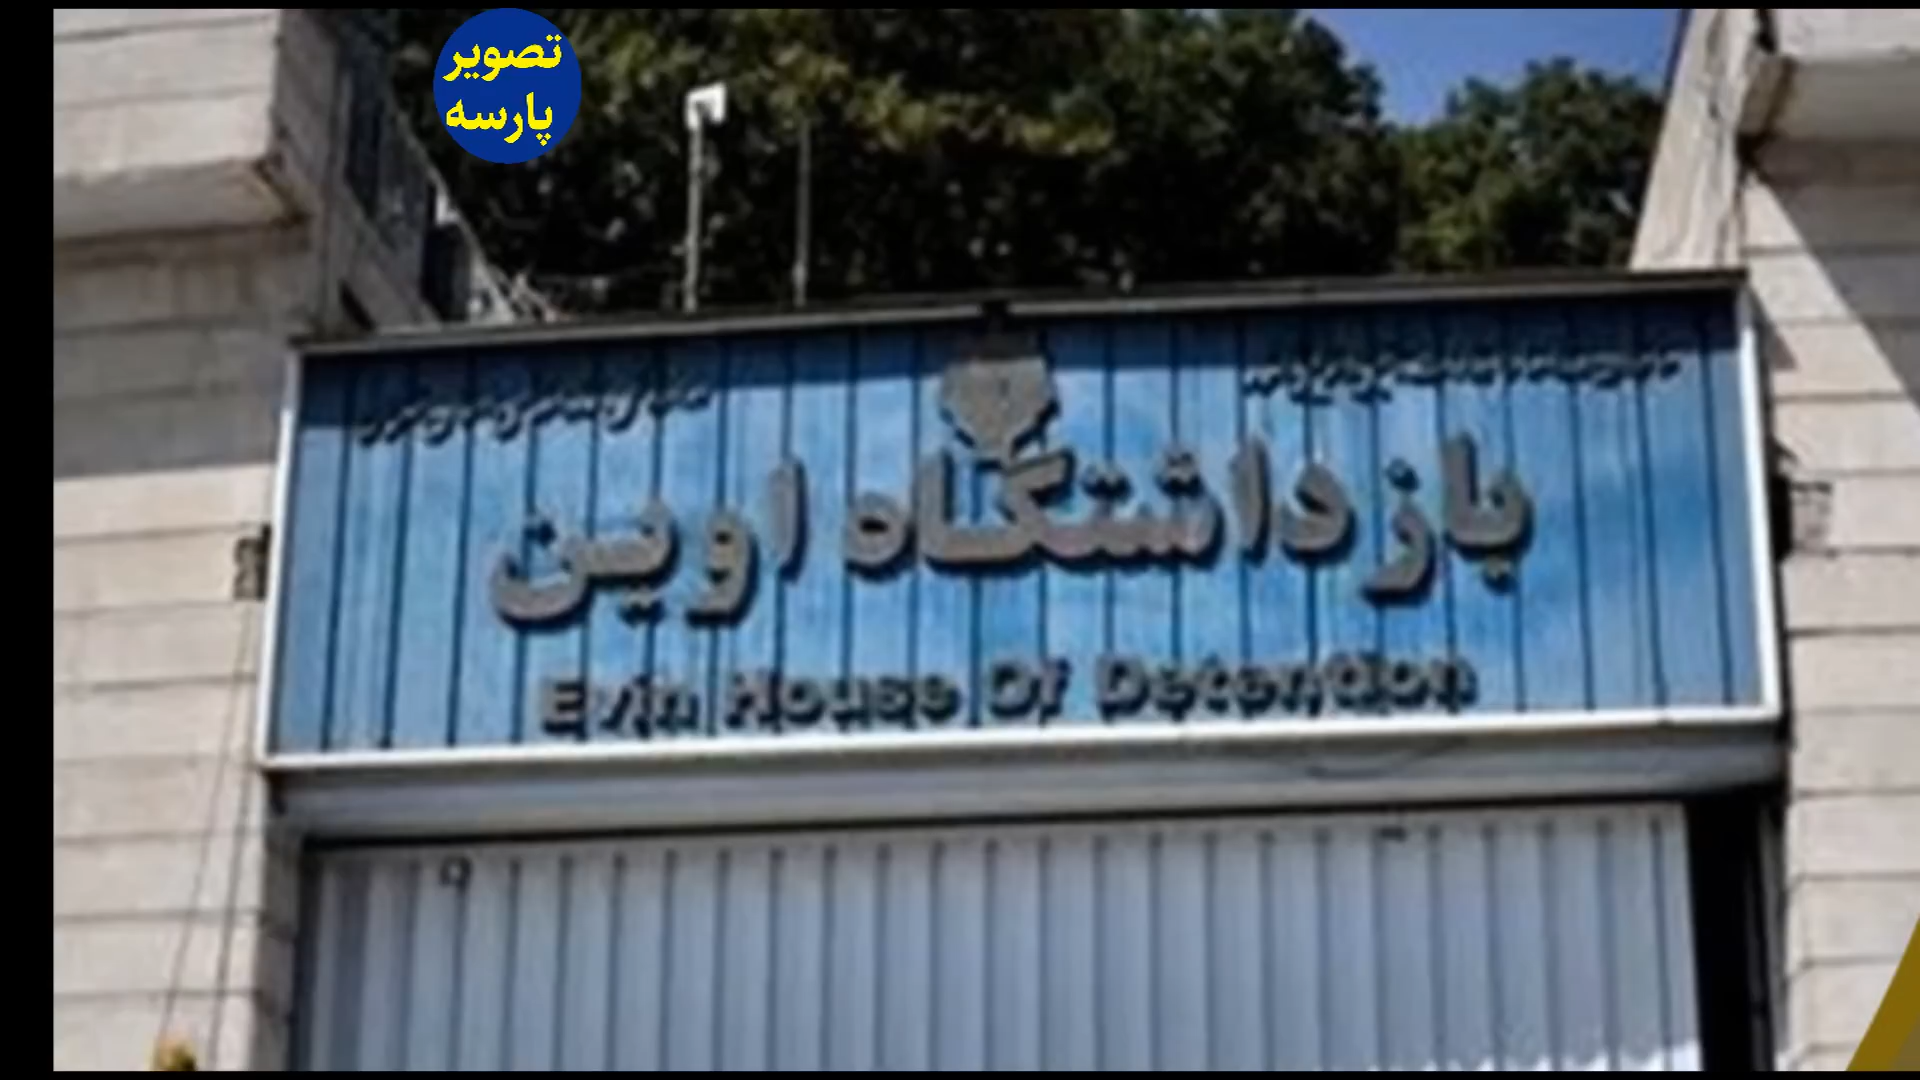 تصویر
پارسه
بازداشتگاه اوین
Evin House Of Detention